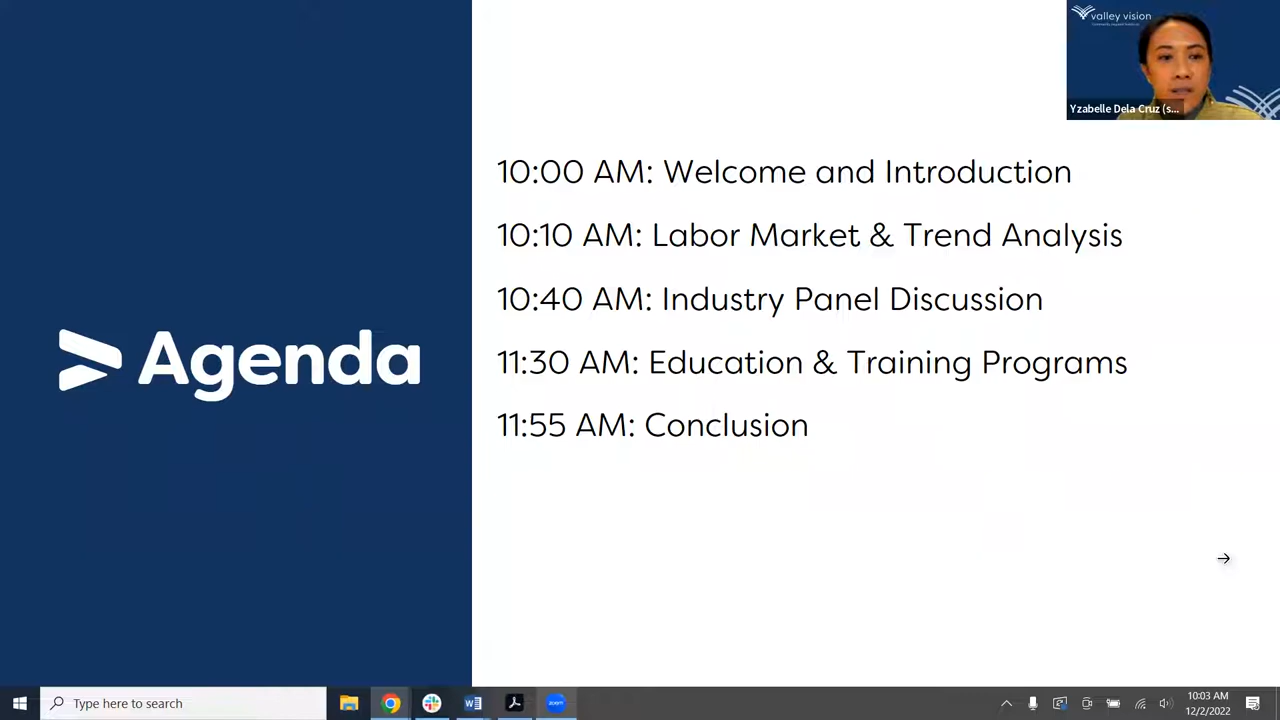 valley vision
Yzabelle Dela Cruz (s...
10:00 AM: Welcome and Introduction
10:10 AM: Labor Market & Trend Analysis
10:40 AM: Industry Panel Discussion
Agenda
11:30 AM: Education & Training Programs
11:55 AM: Conclusion
Type here to search
zoom
10:03 AM
12/2/2022